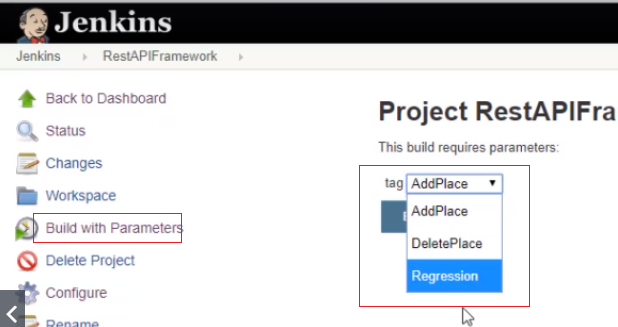 Jenkins
Jenkins
RestAPIFramework
Back to Dashboard
Status
Changes
Workspace
Build with Parameters
Delete Project
Configure
Rename
Project RestAPIFra
This build requires parameters:
tag AddPlace
AddPlace
DeletePlace
Regression